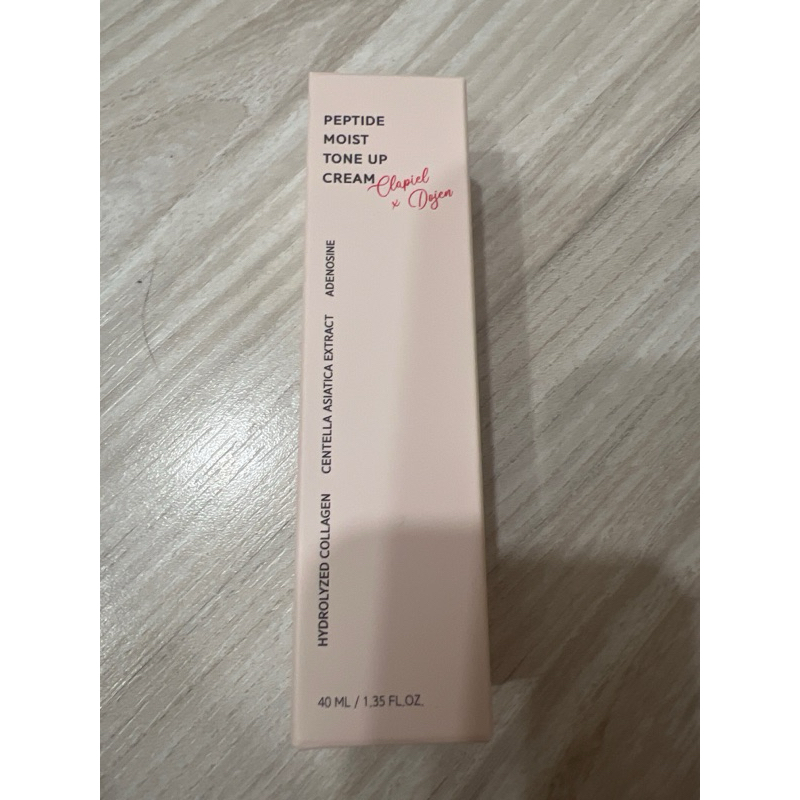 PEPTIDE
MOIST
TONE UP
CREAM
Clapiel
x Dojen
HYDROLYZED COLLAGEN CENTELLA ASIATICA EXTRACT ADENOSINE
40 ML / 1.35 FL.OZ.